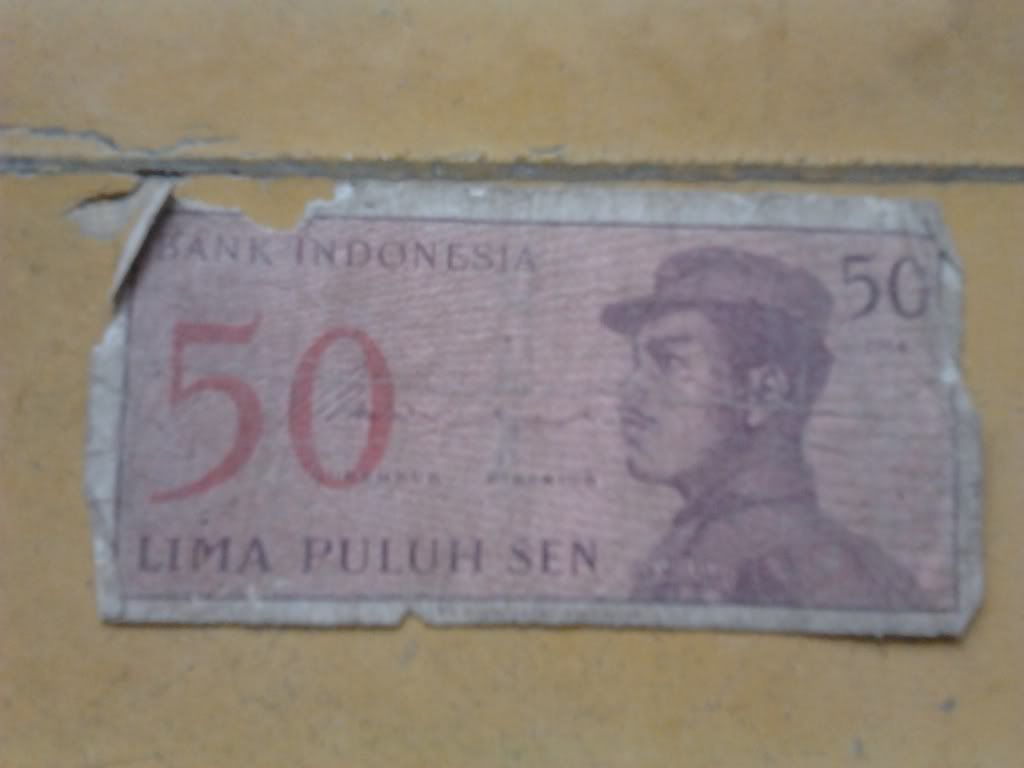 BANK INDONESIA
50
50
LIMA PULUH SEN